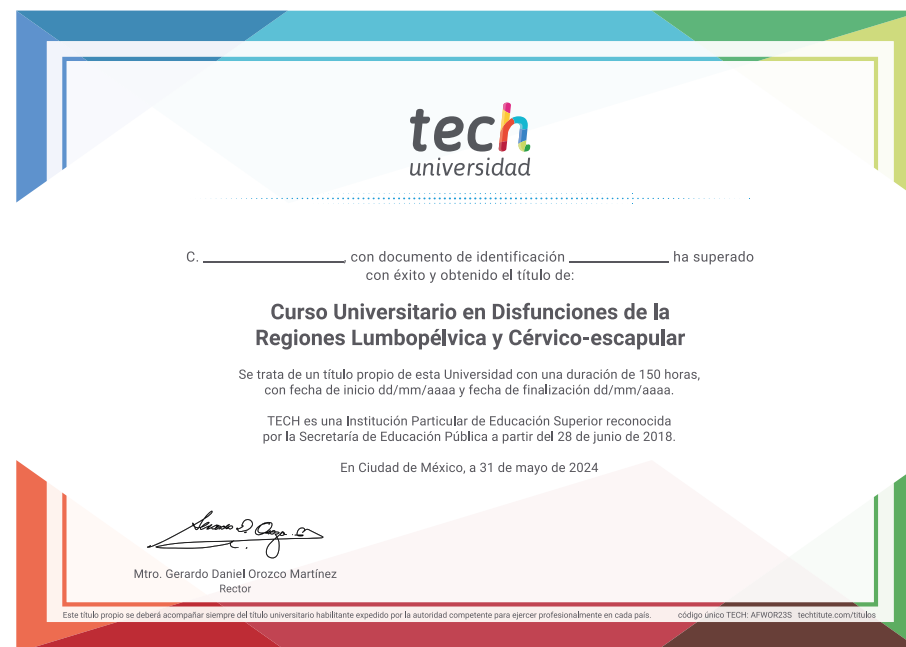 tech
universidad
C. ____________________, con documento de identificación ______________ ha superado
con éxito y obtenido el título de:
Curso Universitario en Disfunciones de la
Regiones Lumbopélvica y Cérvico-escapular
Se trata de un título propio de esta Universidad con una duración de 150 horas,
con fecha de inicio dd/mm/aaaa y fecha de finalización dd/mm/aaaa.
TECH es una Institución Particular de Educación Superior reconocida
por la Secretaría de Educación Pública a partir del 28 de junio de 2018.
En Ciudad de México, a 31 de mayo de 2024
Mtro. Gerardo Daniel Orozco Martínez
Rector
Este título propio se deberá acompañar siempre del título universitario habilitante expedido por la autoridad competente para ejercer profesionalmente en cada país. código único TECH: AFWOR23S techtitute.com/titulos